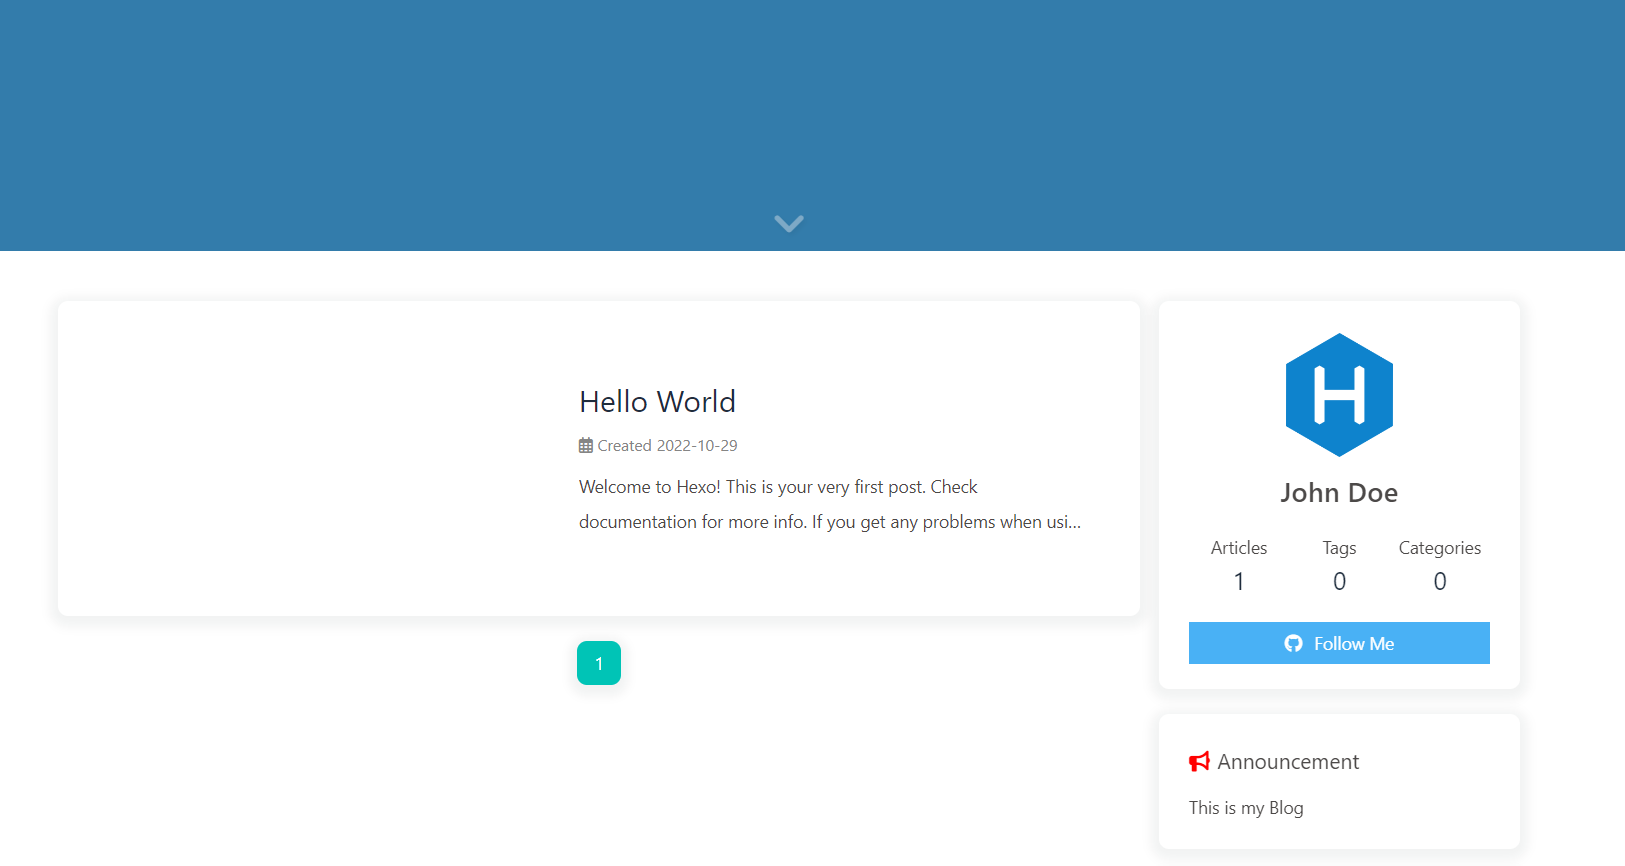 Hello World
Created 2022-10-29
Welcome to Hexo! This is your very first post. Check
documentation for more info. If you get any problems when usi...
1
H
John Doe
Articles Tags Categories
1 0 0
Follow Me
Announcement
This is my Blog